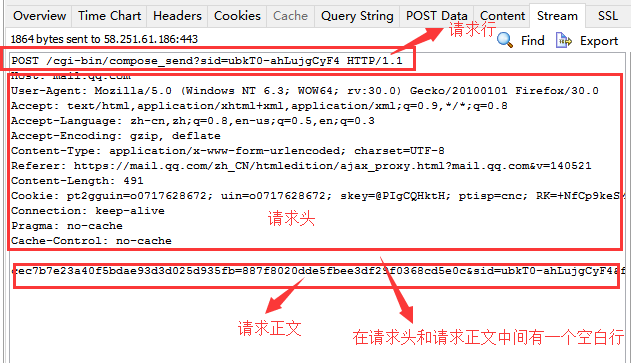 Overview Time Chart Headers Cookies Cache Query String POST Data Content Stream SSL
1864 bytes sent to 58.251.61.186:443
请求行
Find Export
POST /cgi-bin/compose_send?sid=ubkT0-ahLujgCyF4 HTTP/1.1
Host: mail.qq.com
User-Agent: Mozilla/5.0 (Windows NT 6.3; WOW64; rv:30.0) Gecko/20100101 Firefox/30.0
Accept: text/html,application/xhtml+xml,application/xml;q=0.9,*/*;q=0.8
Accept-Language: zh-cn,zh;q=0.8,en-us;q=0.5,en;q=0.3
Accept-Encoding: gzip, deflate
Content-Type: application/x-www-form-urlencoded; charset=UTF-8
Referer: https://mail.qq.com/zh_CN/htmledition/ajax_proxy.html?mail.qq.com&v=140521
Content-Length: 491
Cookie: pt2gguin=o0717628672; uin=o0717628672; skey=@PIgCQHktH; ptisp=cnc; RK=+NfCp9keS
Connection: keep-alive
请求头
Pragma: no-cache
Cache-Control: no-cache
cec7b7e23a40f5bdae93d3d025d935fb=887f8020dde5fbee3df29f0368cd5e0c&sid=ubkT0-ahLujgCyF4&f
请求正文
在请求头和请求正文中间有一个空白行